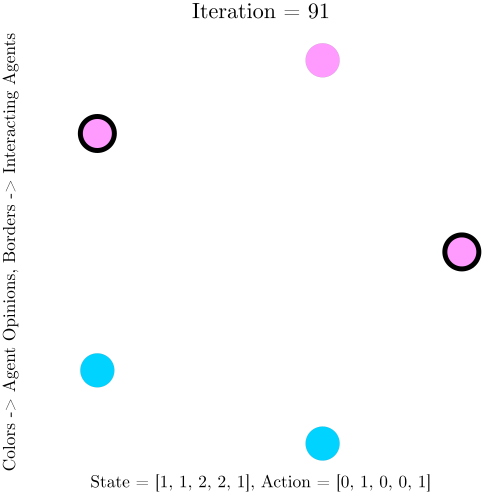 Iteration = 91
Colors -> Agent Opinions, Borders -> Interacting Agents
State = [1, 1, 2, 2, 1], Action = [0, 1, 0, 0, 1]